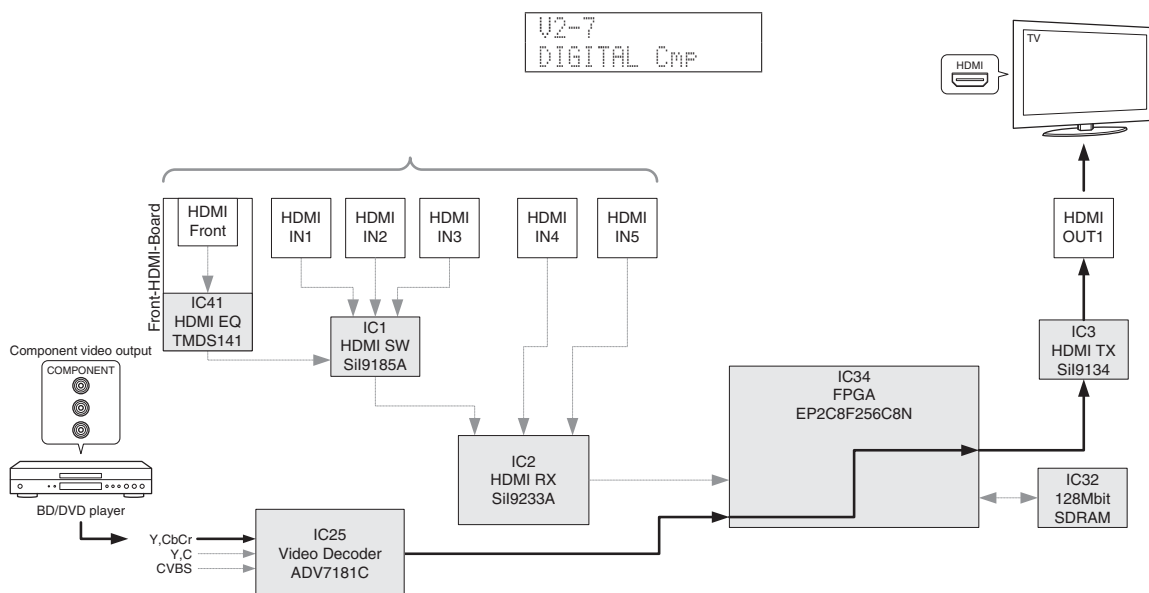 V2-7
DIGITAL Cmp
TV
HDMI
Front-HDMI-Board
HDMI
Front
HDMI
IN1
HDMI
IN2
HDMI
IN3
HDMI
IN4
HDMI
IN5
HDMI
OUT1
IC41
HDMI EQ
TMDS141
IC1
HDMI SW
SiI9185A
IC3
HDMI TX
SiI9134
Component video output
COMPONENT
IC34
FPGA
EP2C8F256C8N
IC2
HDMI RX
SiI9233A
IC32
128Mbit
SDRAM
BD/DVD player
Y,CbCr
Y,C
CVBS
IC25
Video Decoder
ADV7181C